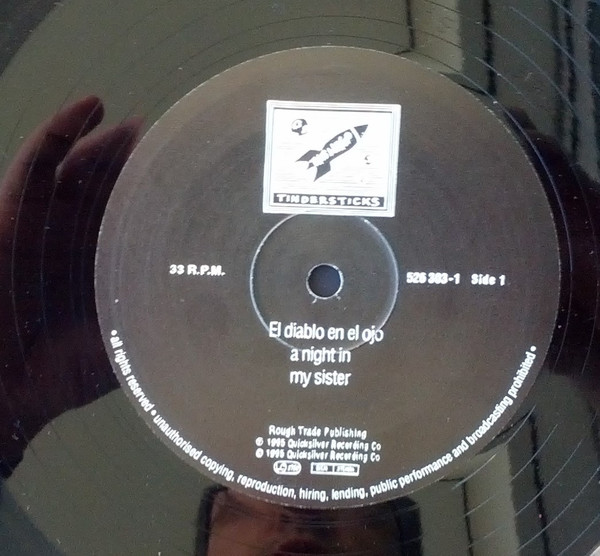 TINDERSTICKS
33 R.P.M.
526 303-1 Side 1
El diablo en el ojo
a night in
my sister
Rough Trade Publishing
℗ 1995 Quicksilver Recording Co
© 1995 Quicksilver Recording Co
• all rights reserved • unauthorised copying, reproduction, hiring, lending, public performance and broadcasting prohibited •